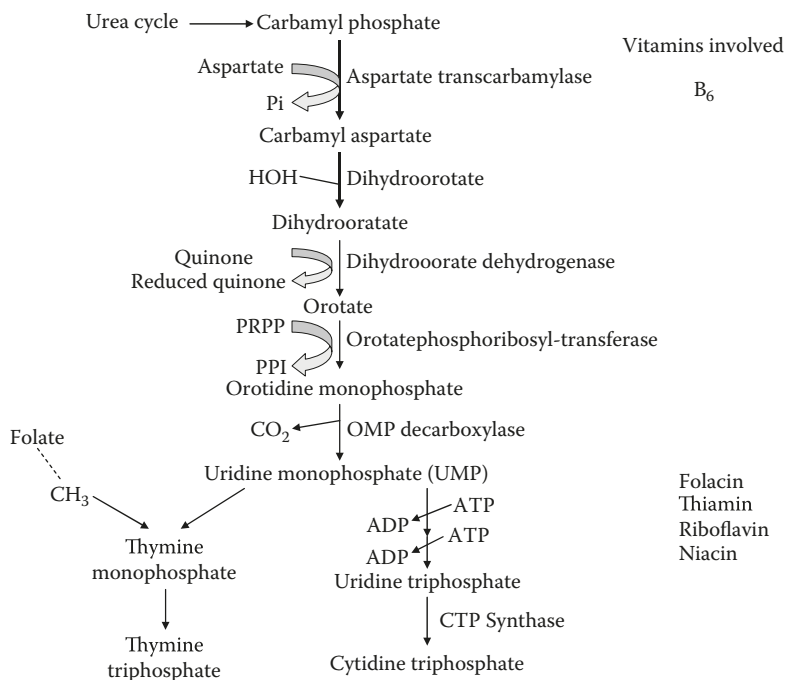 Urea cycle
Carbamyl phosphate
Vitamins involved
Aspartate
Aspartate transcarbamylase
B6
Pi
Carbamyl aspartate
HOH
Dihydroorotate
Dihydrooratate
Quinone
Reduced quinone
Dihydrooorate dehydrogenase
Orotate
PRPP
Orotatephosphoribosyl-transferase
PPI
Orotidine monophosphate
CO2
OMP decarboxylase
Folate
Uridine monophosphate (UMP)
CH3
Folacin
Thiamin
Riboflavin
Niacin
ATP
ADP
ATP
ADP
Thymine
monophosphate
Uridine triphosphate
CTP Synthase
Thymine
triphosphate
Cytidine triphosphate